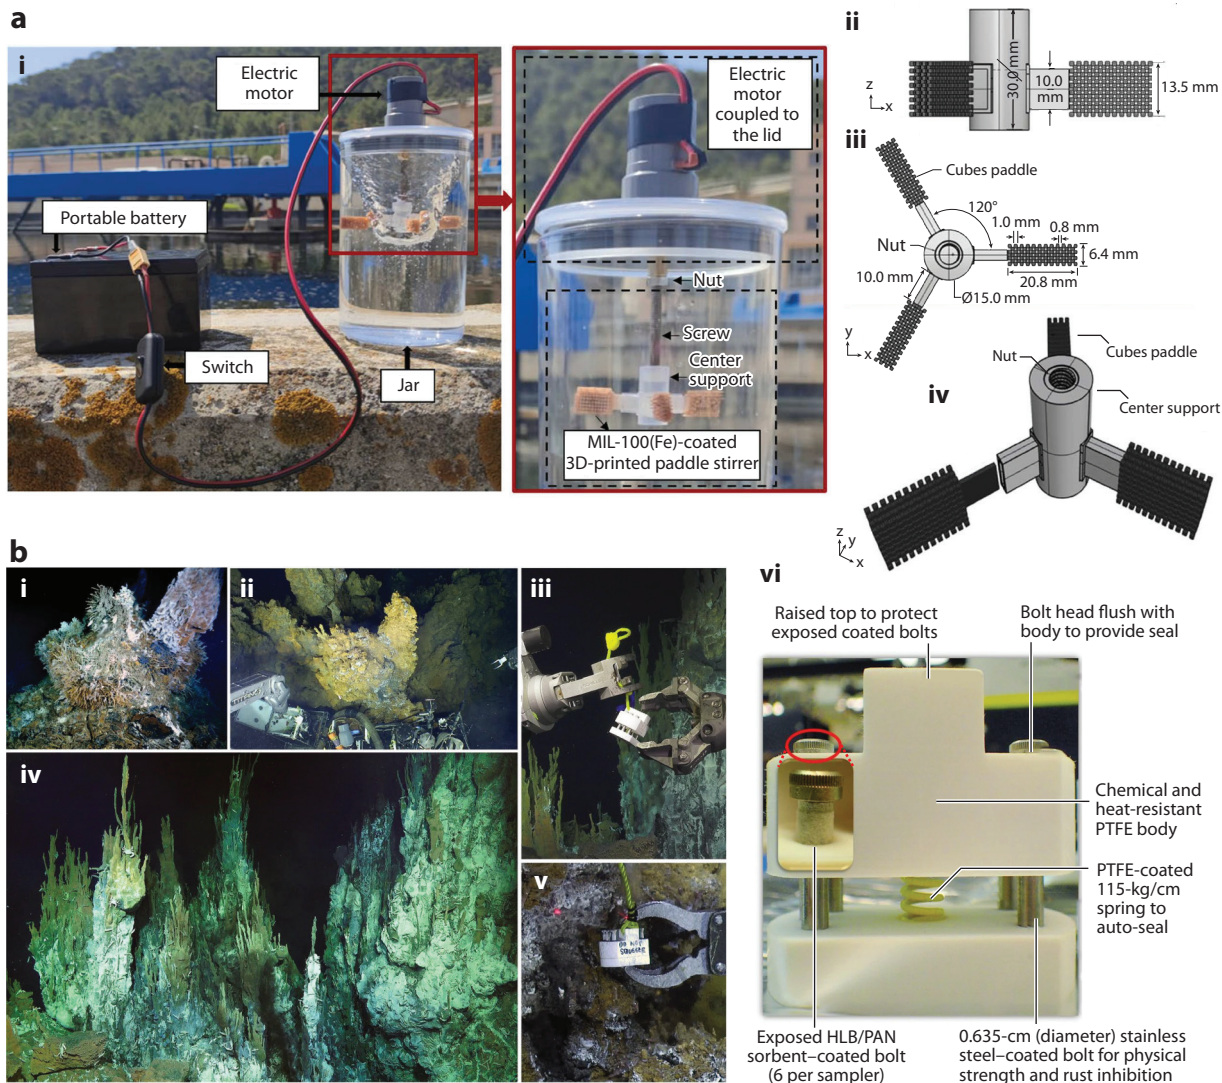 a
i
Electric
motor
Portable battery
Switch
Jar
Electric
motor
coupled to
the lid
Nut
Screw
Center
support
MIL-100(Fe)-coated
3D-printed paddle stirrer
ii
z
x
30.0 mm
10.0
mm
13.5 mm
iii
Cubes paddle
120°
1.0 mm
0.8 mm
Nut
6.4 mm
10.0 mm
20.8 mm
Ø15.0 mm
y
x
iv
Cubes paddle
Nut
Center support
z
y
x
b
i
ii
iii
iv
v
vi
Raised top to protect
exposed coated bolts
Bolt head flush with
body to provide seal
Chemical and
heat-resistant
PTFE body
PTFE-coated
115-kg/cm
spring to
auto-seal
Exposed HLB/PAN
sorbent–coated bolt
(6 per sampler)
0.635-cm (diameter) stainless
steel–coated bolt for physical
strength and rust inhibition